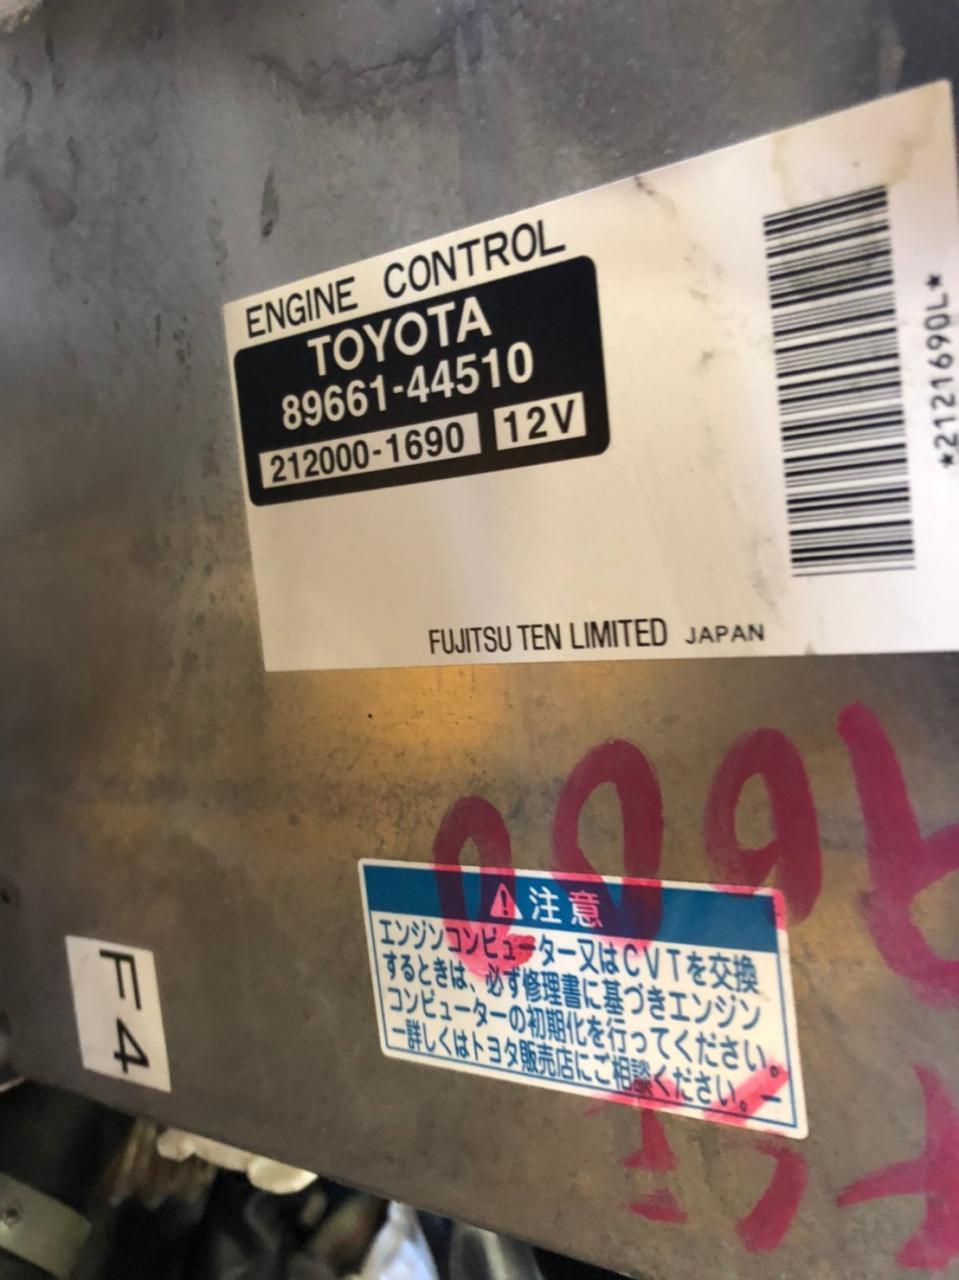 ENGINE CONTROL
TOYOTA
89661-44510
212000-1690 12V
*2121690L*
FUJITSU TEN LIMITED JAPAN
注意
エンジンコンピューター又はCVTを交換
するときは、必ず修理書に基づきエンジン
コンピューターの初期化を行ってください。
ー詳しくはトヨタ販売店にご相談ください。ー
F4